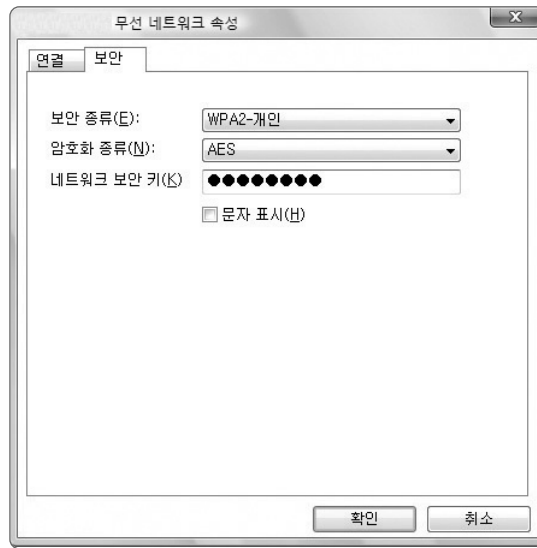 무선 네트워크 속성
연결 보안
보안 종류(E): WPA2-개인
암호화 종류(N): AES
네트워크 보안 키(K) ●●●●●●●●
문자 표시(H)
확인 취소